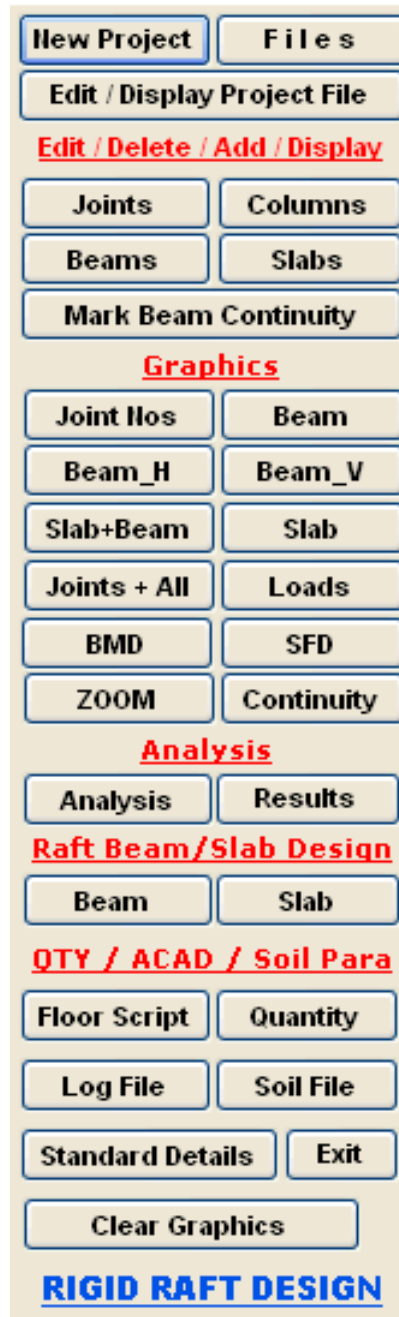 New Project F i l e s
Edit / Display Project File
Edit / Delete / Add / Display
Joints Columns
Beams Slabs
Mark Beam Continuity
Graphics
Joint Nos Beam
Beam_H Beam_V
Slab+Beam Slab
Joints + All Loads
BMD SFD
ZOOM Continuity
Analysis
Analysis Results
Raft Beam/Slab Design
Beam Slab
QTY / ACAD / Soil Para
Floor Script Quantity
Log File Soil File
Standard Details Exit
Clear Graphics
RIGID RAFT DESIGN